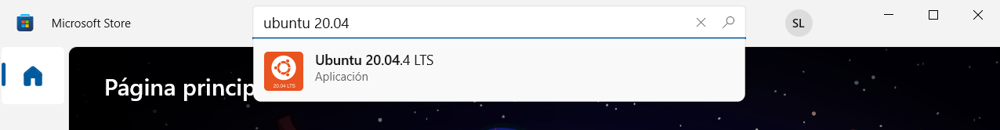 Microsoft Store
ubuntu 20.04
SL
Ubuntu 20.04.4 LTS
Aplicación
20.04 LTS
Página princip